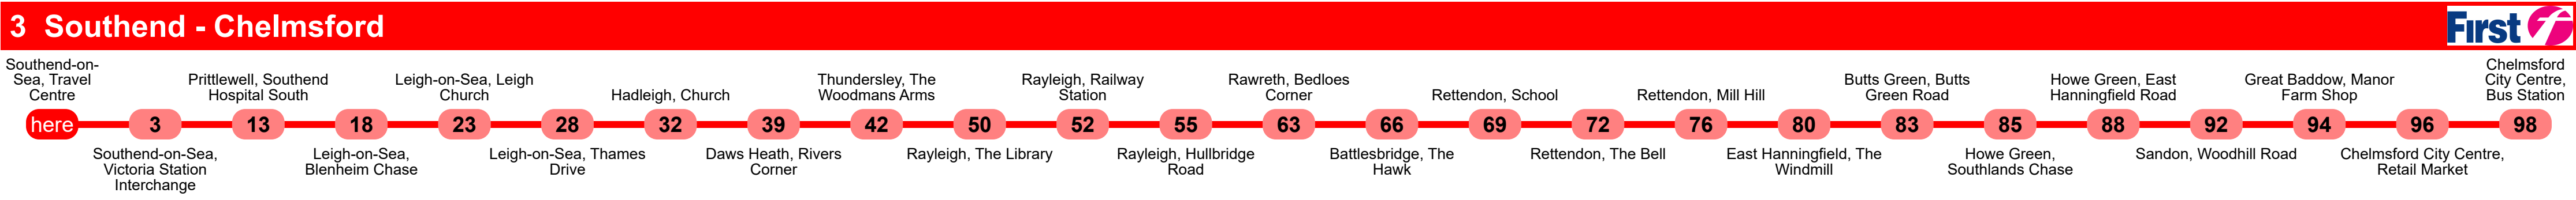 3 Southend - Chelmsford
First
Southend-on-
Sea, Travel
Centre
here
3
Southend-on-Sea,
Victoria Station
Interchange
Prittlewell, Southend
Hospital South
13
18
Leigh-on-Sea,
Blenheim Chase
Leigh-on-Sea, Leigh
Church
23
28
Leigh-on-Sea, Thames
Drive
Hadleigh, Church
32
39
Daws Heath, Rivers
Corner
Thundersley, The
Woodmans Arms
42
50
Rayleigh, The Library
Rayleigh, Railway
Station
52
55
Rayleigh, Hullbridge
Road
Rawreth, Bedloes
Corner
63
66
Battlesbridge, The
Hawk
Rettendon, School
69
72
Rettendon, The Bell
Rettendon, Mill Hill
76
80
East Hanningfield, The
Windmill
Butts Green, Butts
Green Road
83
85
Howe Green,
Southlands Chase
Howe Green, East
Hanningfield Road
88
92
Sandon, Woodhill Road
Great Baddow, Manor
Farm Shop
94
96
Chelmsford City Centre,
Retail Market
Chelmsford
City Centre,
Bus Station
98